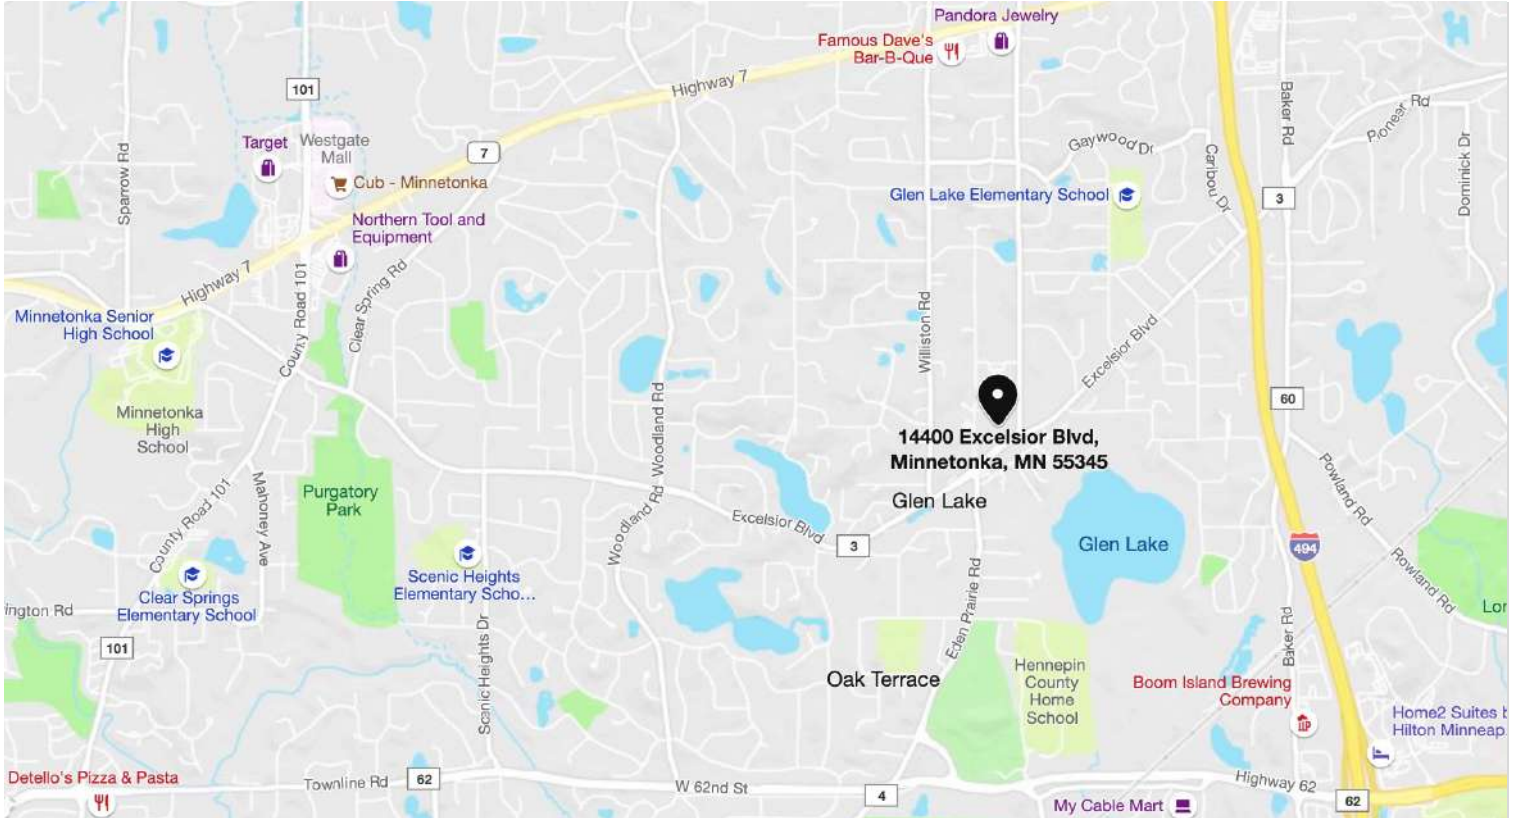 Pandora Jewelry
Famous Dave's
Bar-B-Que
Highway 7
101
Baker Rd
Pioneer Rd
Target
Westgate
Mall
7
Gaywood Dr
Caribou Dr
Dominick Dr
Sparrow Rd
Cub - Minnetonka
Glen Lake Elementary School
3
Northern Tool and
Equipment
Highway 7
County Road 101
Clear Spring Rd
Minnetonka Senior
High School
Williston Rd
Excelsior Blvd
60
Minnetonka
High
School
Woodland Rd
14400 Excelsior Blvd,
Minnetonka, MN 55345
Glen Lake
Powland Rd
County Road 101
Mahoney Ave
Purgatory
Park
Woodland Rd
Excelsior Blvd
3
Glen Lake
494
Scenic Heights
Elementary Scho...
Clear Springs
Elementary School
Rowland Rd
ington Rd
Lor
101
Scenic Heights Dr
Eden Prairie Rd
Baker Rd
Oak Terrace
Hennepin
County
Home
School
Boom Island Brewing
Company
Home2 Suites b
Hilton Minneap
Detello's Pizza & Pasta
Townline Rd
62
W 62nd St
4
Highway 62
62
My Cable Mart